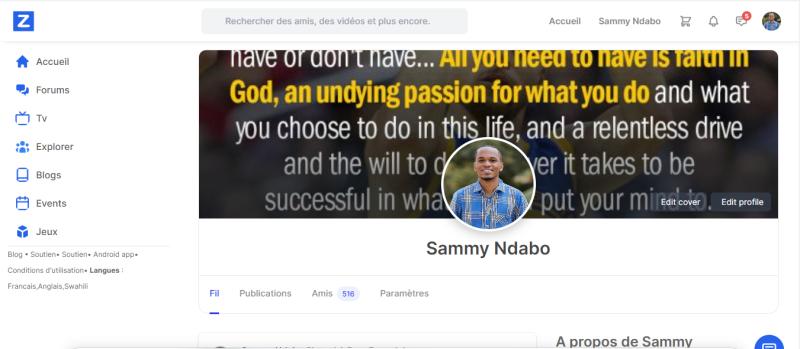 Z
Rechercher des amis, des vidéos et plus encore.
Accueil
Sammy Ndabo
5
Accueil
Forums
Tv
Explorer
Blogs
Events
Jeux
Blog • Soutien• Soutien• Android app•
Conditions d'utilisation• Langues :
Francais,Anglais,Swahili
have or don't have... All you need to have is faith in
God, an undying passion for what you do and what
you choose to do in this life, and a relentless drive
and the will to d ver it takes to be
successful in wha put your mind to.
Edit cover
Edit profile
Sammy Ndabo
Fil
Publications
Amis 516
Paramètres
A propos de Sammy